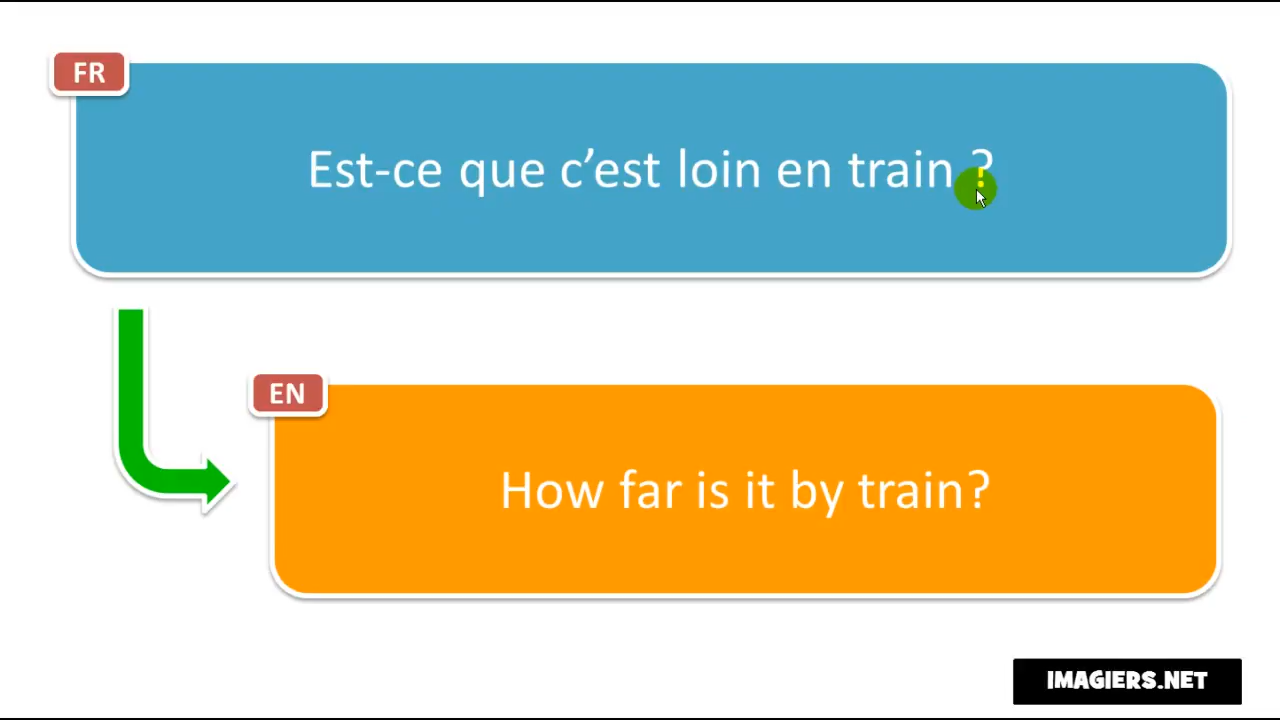 FR
Est-ce que c’est loin en train ?
EN
How far is it by train?
IMAGIERS.NET